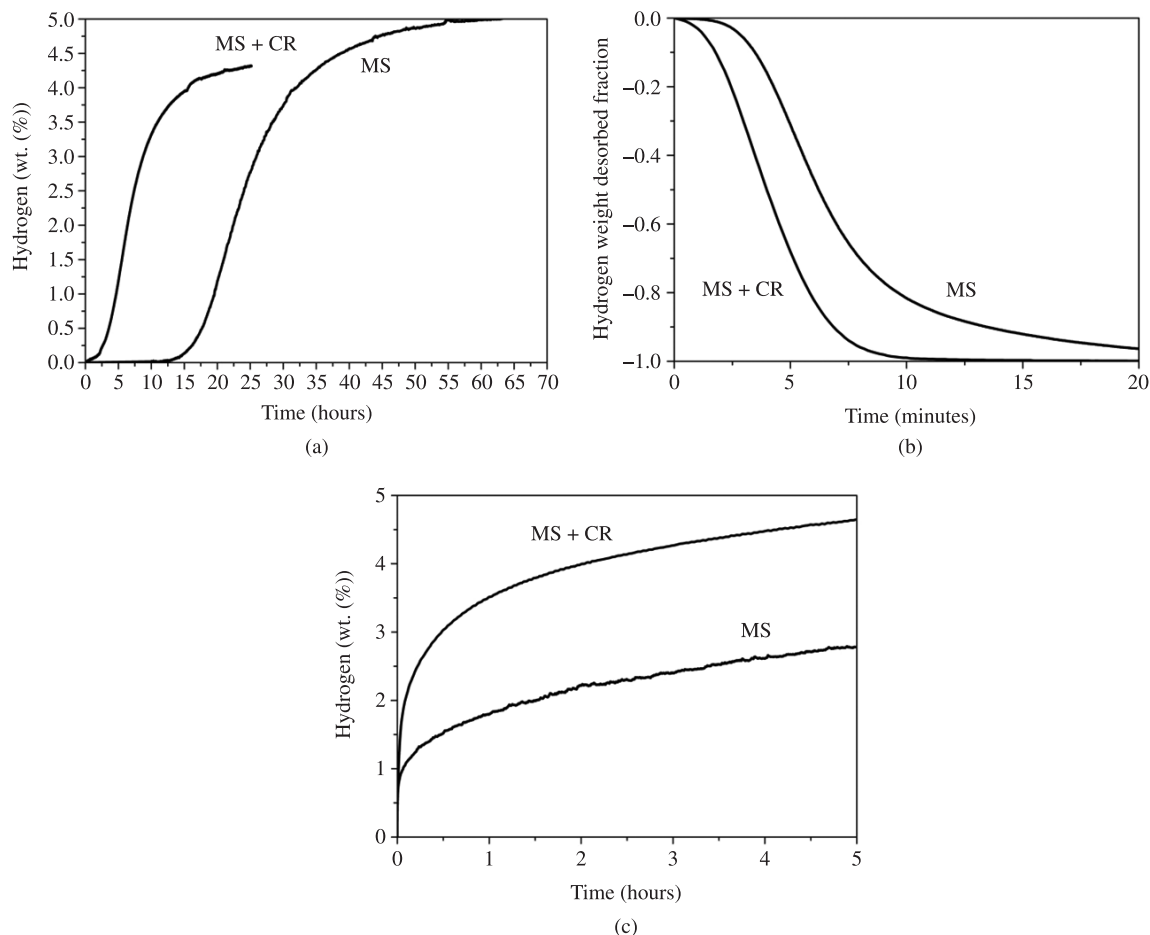 5.0
4.5
4.0
3.5
3.0
2.5
2.0
1.5
1.0
0.5
0.0
Hydrogen (wt. (%))
MS + CR
MS
0 5 10 15 20 25 30 35 40 45 50 55 60 65 70
Time (hours)
(a)
0.0
−0.2
−0.4
−0.6
−0.8
−1.0
Hydrogen weight desorbed fraction
MS + CR
MS
0 5 10 15 20
Time (minutes)
(b)
5
4
3
2
1
0
Hydrogen (wt. (%))
MS + CR
MS
0 1 2 3 4 5
Time (hours)
(c)